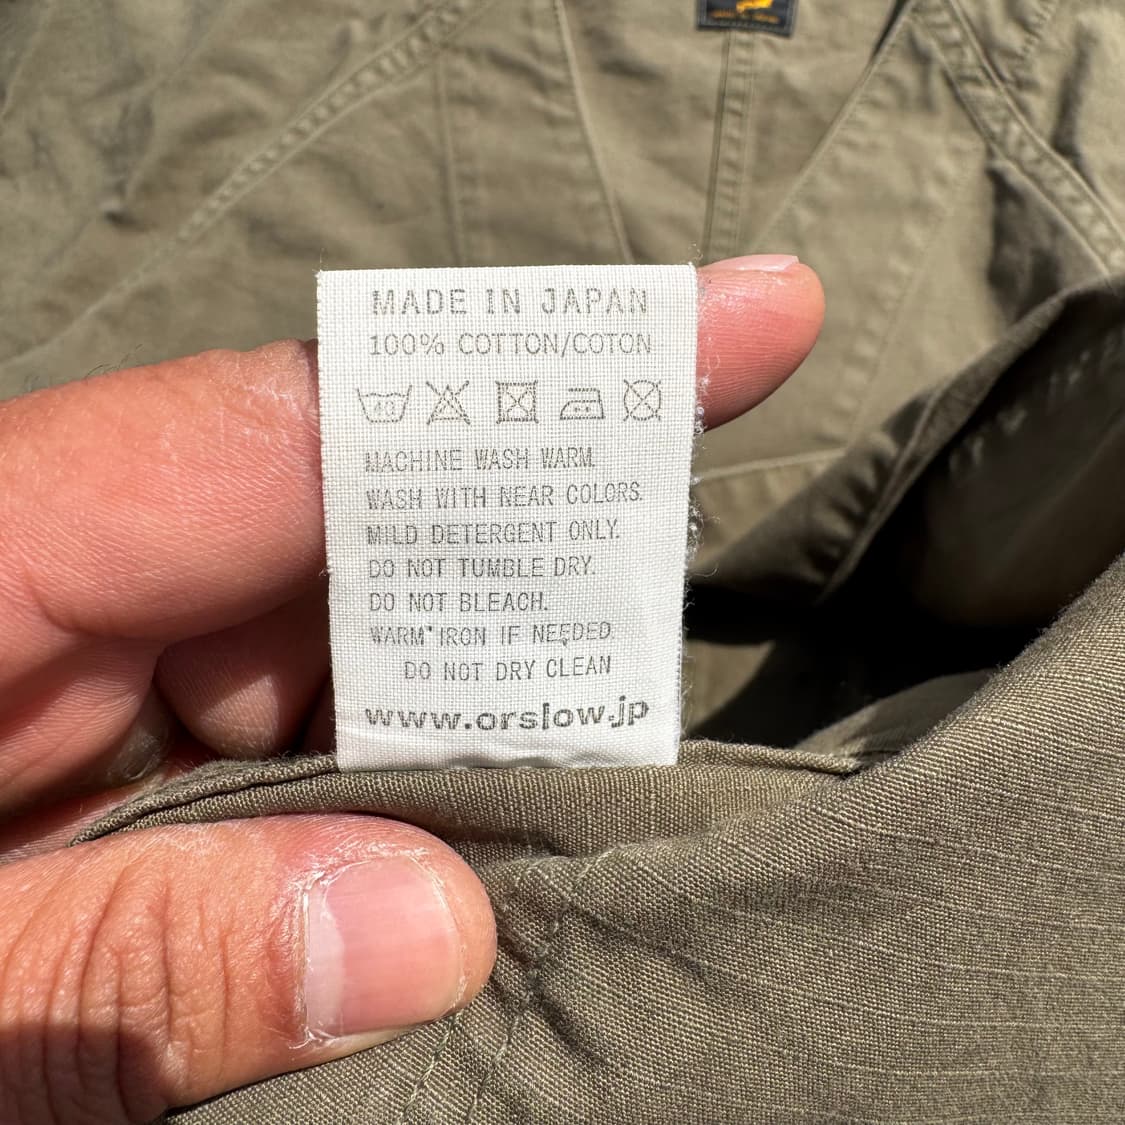 MADE IN JAPAN
100% COTTON/COTON
40
MACHINE WASH WARM.
WASH WITH NEAR COLORS.
MILD DETERGENT ONLY.
DO NOT TUMBLE DRY.
DO NOT BLEACH.
WARM IRON IF NEEDED
DO NOT DRY CLEAN
www.orslow.jp